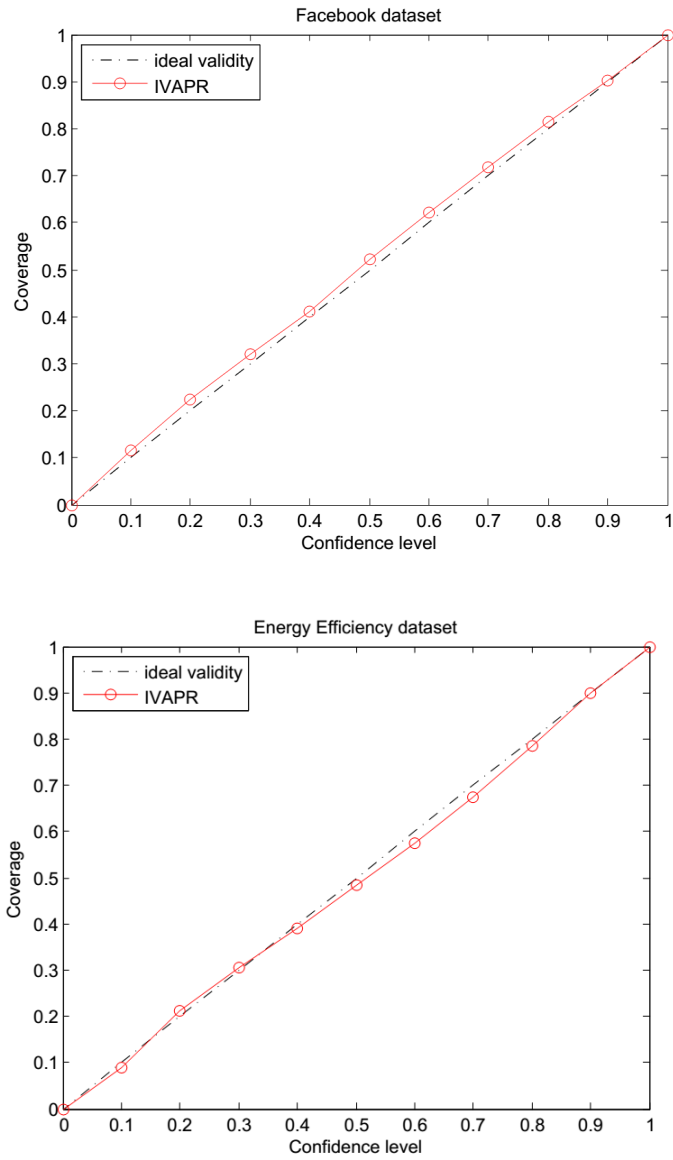 Facebook dataset
1
0.9
0.8
0.7
0.6
0.5
0.4
0.3
0.2
0.1
0
Coverage
ideal validity
IVAPR
0 0.1 0.2 0.3 0.4 0.5 0.6 0.7 0.8 0.9 1
Confidence level
Energy Efficiency dataset
1
0.9
0.8
0.7
0.6
0.5
0.4
0.3
0.2
0.1
0
Coverage
ideal validity
IVAPR
0 0.1 0.2 0.3 0.4 0.5 0.6 0.7 0.8 0.9 1
Confidence level